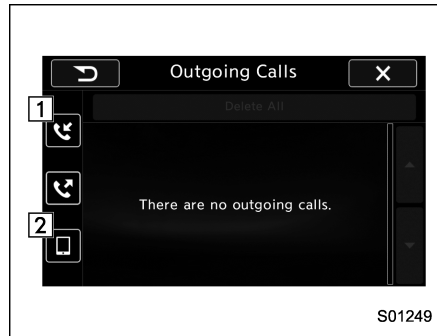 Outgoing Calls
Delete All
1
There are no outgoing calls.
2
S01249